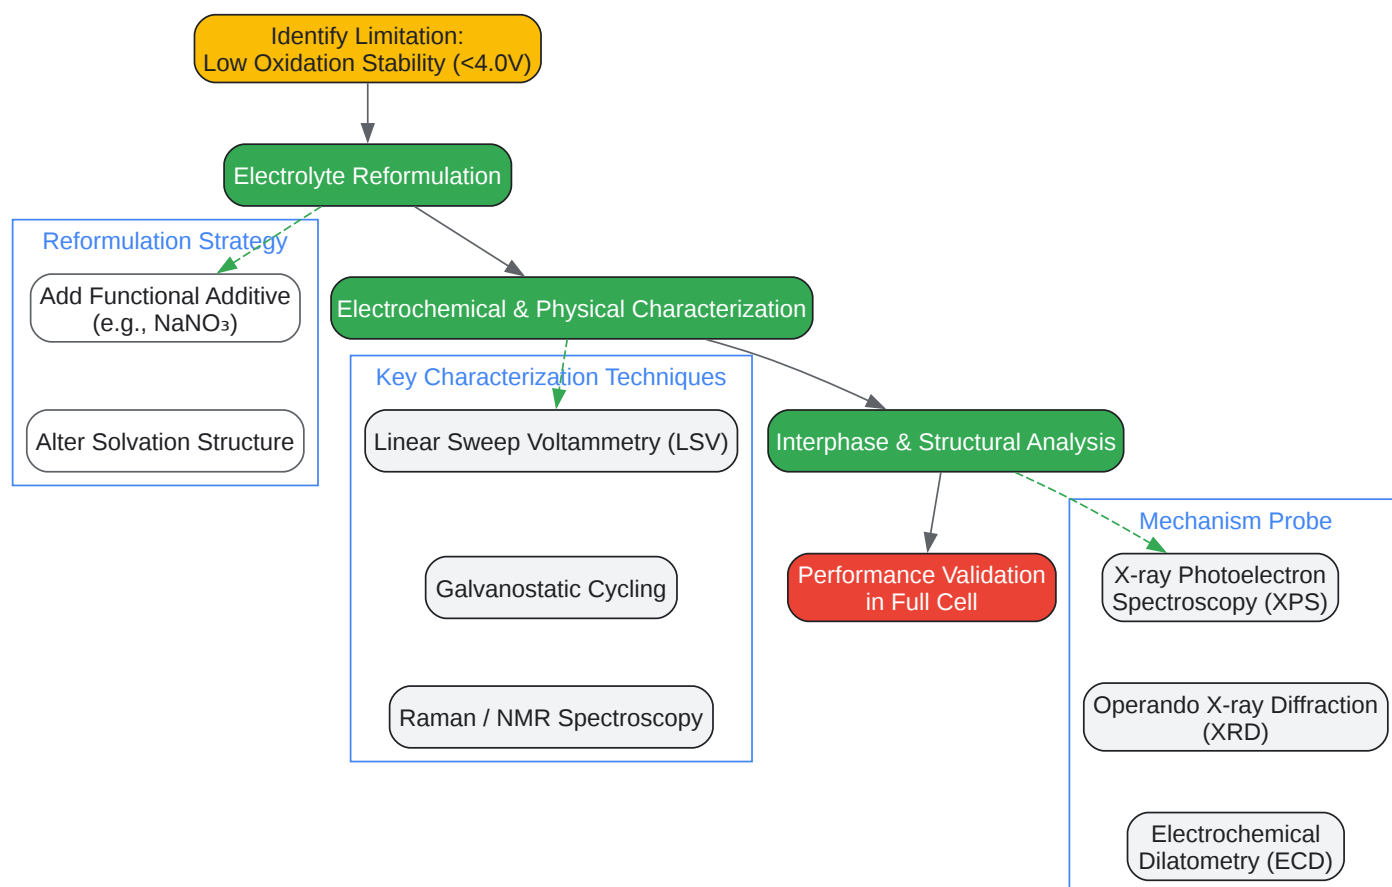 Identify Limitation:
Low Oxidation Stability (<4.0V)
Electrolyte Reformulation
Reformulation Strategy
Add Functional Additive
(e.g., NaNO₃)
Alter Solvation Structure
Electrochemical & Physical Characterization
Key Characterization Techniques
Linear Sweep Voltammetry (LSV)
Galvanostatic Cycling
Raman / NMR Spectroscopy
Interphase & Structural Analysis
Performance Validation
in Full Cell
Mechanism Probe
X-ray Photoelectron
Spectroscopy (XPS)
Operando X-ray Diffraction
(XRD)
Electrochemical
Dilatometry (ECD)